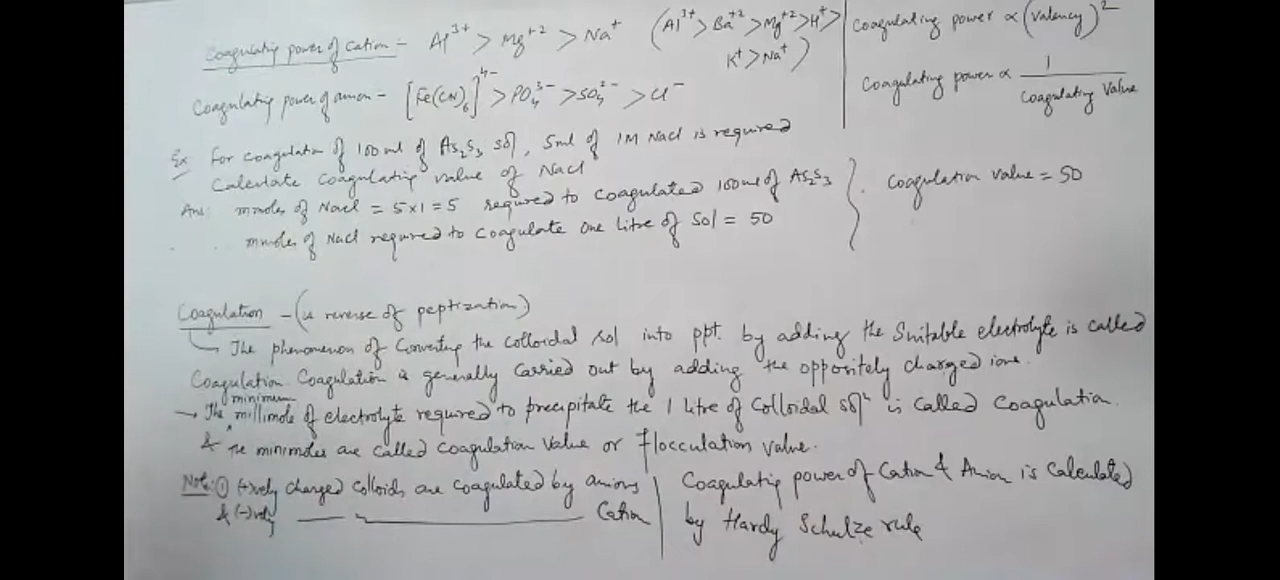 Coagulating power of Cation - Al³⁺ > Mg⁺² > Na⁺ (Al³⁺ > Ba⁺² > Mg⁺² > H⁺ >
K⁺ > Na⁺)
Coagulating power of anion - [Fe(CN)₆]⁴⁻ > PO₄³⁻ > SO₄²⁻ > Cl⁻
Coagulating power ∝ (valency)²
Coagulating power ∝ 1 / Coagulating Value
Ex For coagulation of 100 ml of As₂S₃ sol, 5ml of 1M NaCl is required
Calculate coagulating value of NaCl
Ans: mmoles of NaCl = 5 × 1 = 5 required to coagulated 100ml of As₂S₃
mmoles of NaCl required to coagulate one litre of Sol = 50
Coagulation value = 50
Coagulation - (is reverse of peptization)
The phenomenon of Converting the colloidal sol into ppt. by adding the Suitable electrolyte is called
Coagulation. Coagulation is generally Carried out by adding the oppositely charged ions.
→ The minimum millimole of electrolyte required to precipitate the 1 Litre of Colloidal solⁿ is called Coagulation.
& the minimoles are called coagulation value or flocculation value.
Note: ① (+)vely charged colloids are coagulated by anions
& (-)vely —— —————— Cation
Coagulating power of Cation & Anion is Calculated
by Hardy Schulze rule